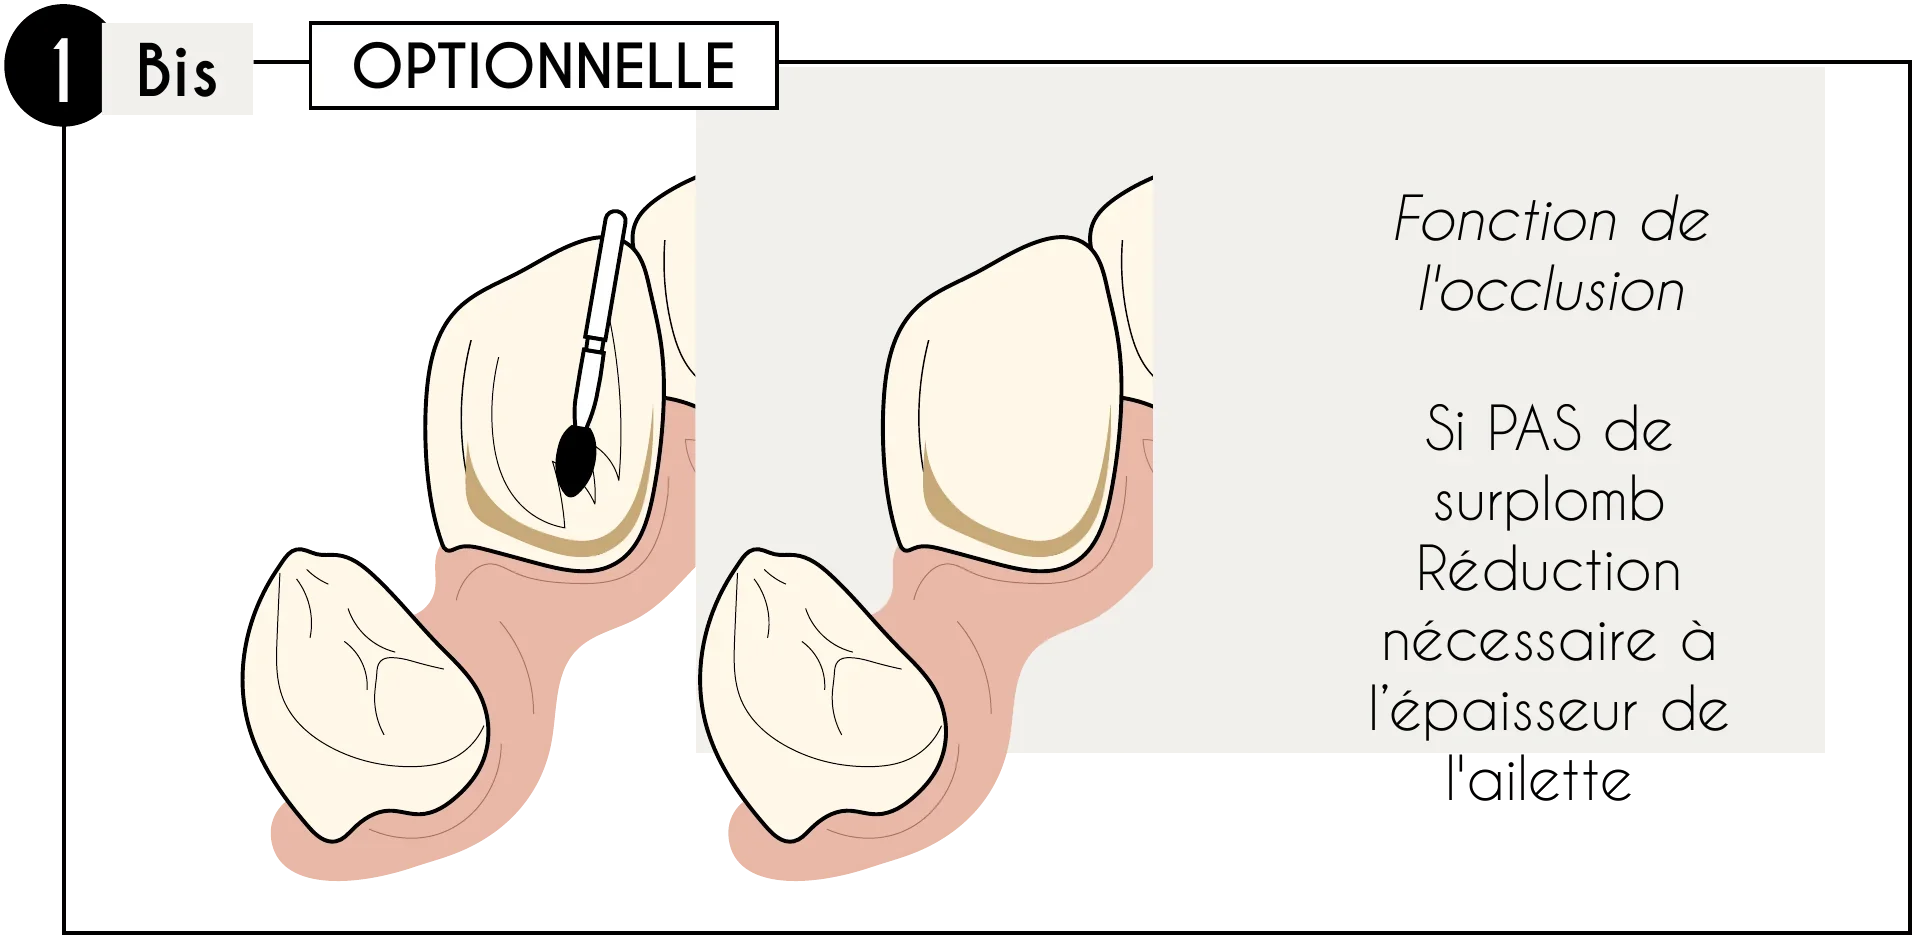 1 Bis OPTIONNELLE
Fonction de
l'occlusion
Si PAS de
surplomb
Réduction
nécessaire à
l’épaisseur de
l'ailette